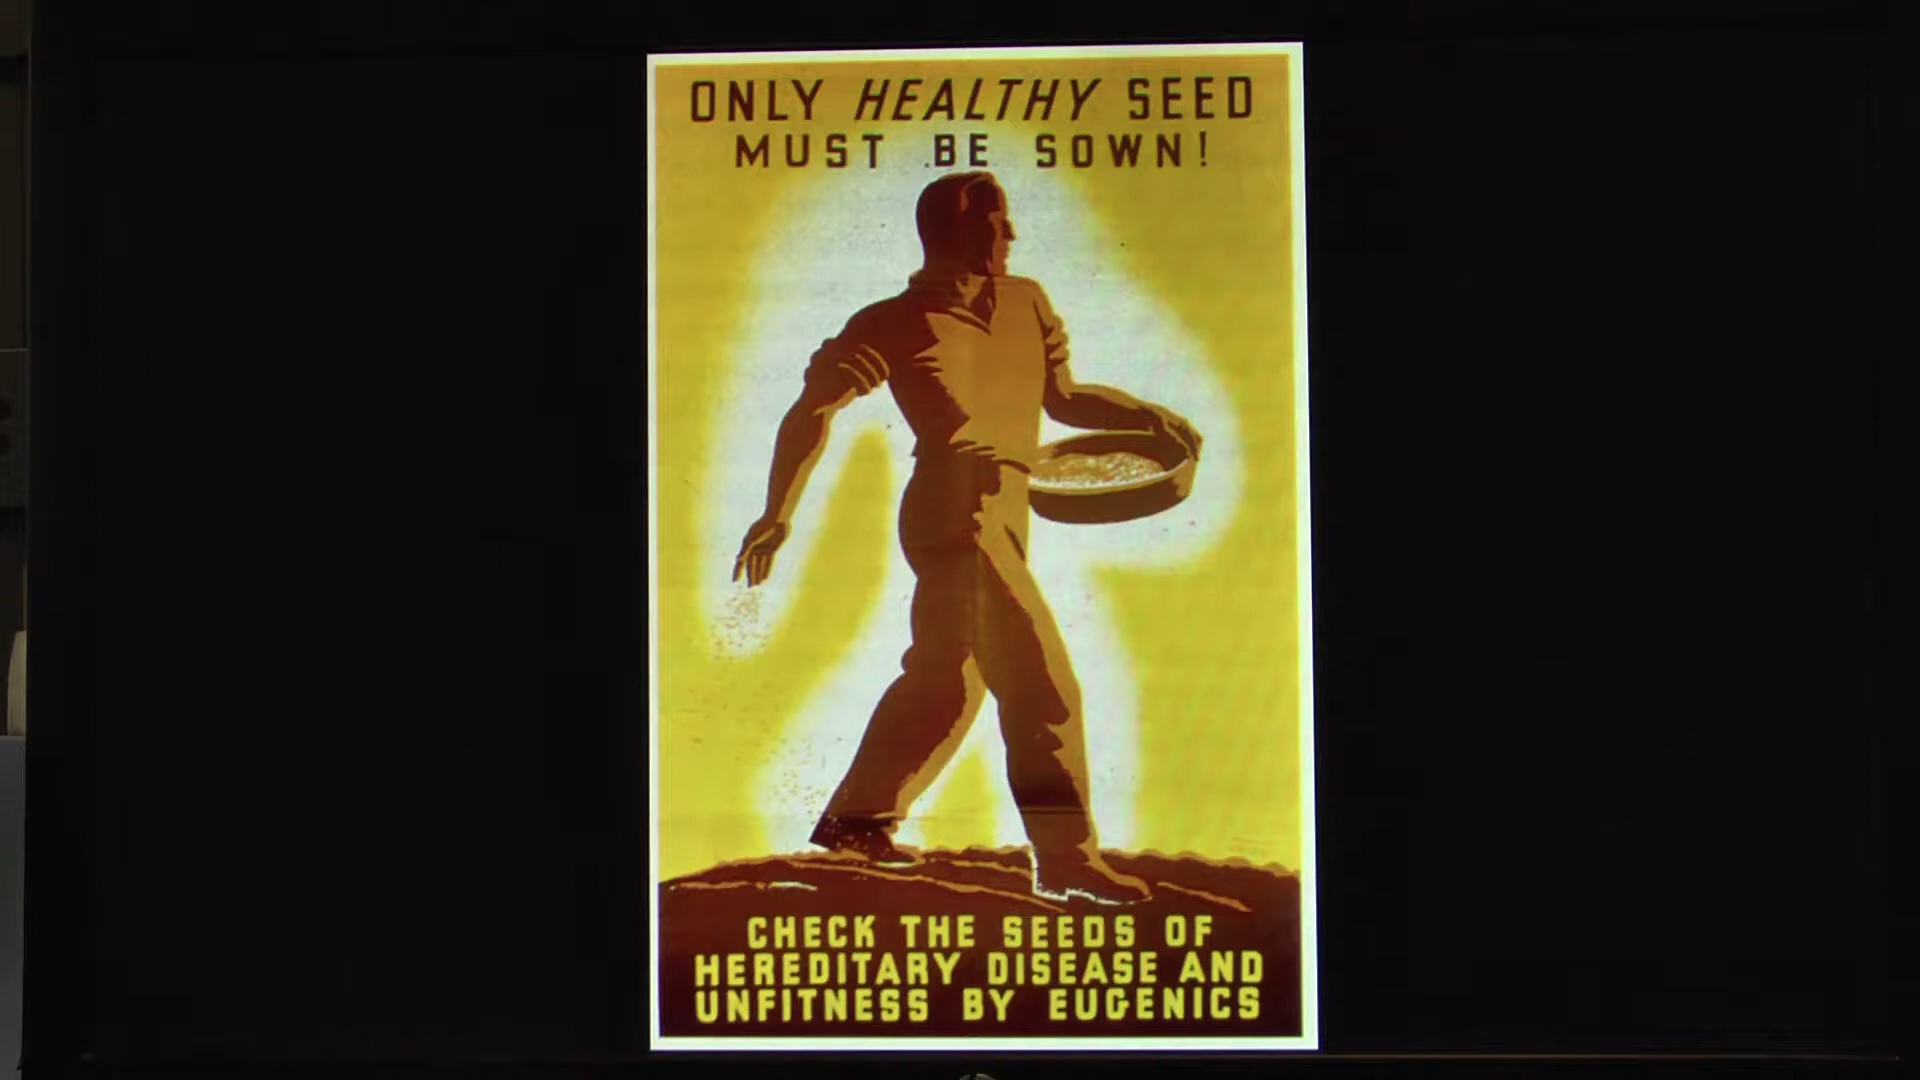 ONLY HEALTHY SEED
MUST BE SOWN!
CHECK THE SEEDS OF
HEREDITARY DISEASE AND
UNFITNESS BY EUGENICS